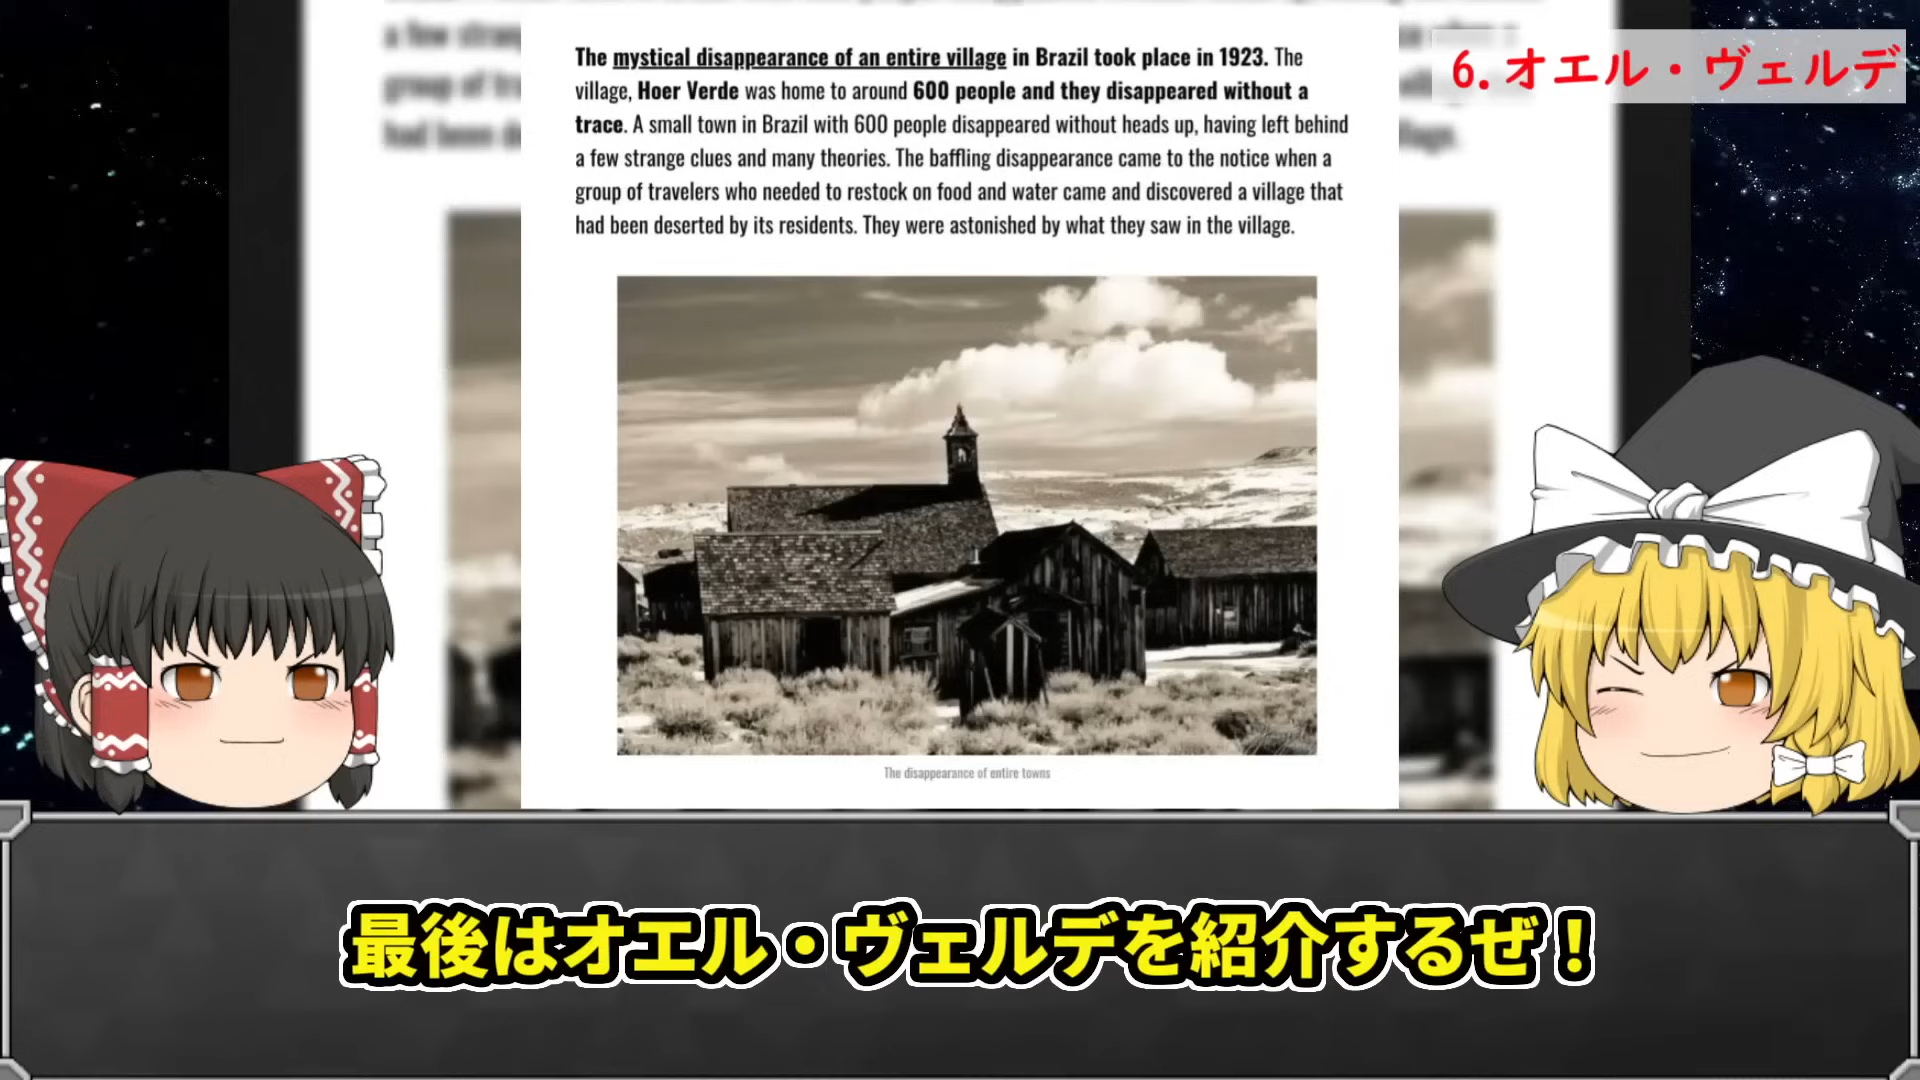 The mystical disappearance of an entire village in Brazil took place in 1923. The
village, Hoer Verde was home to around 600 people and they disappeared without a
trace. A small town in Brazil with 600 people disappeared without heads up, having left behind
a few strange clues and many theories. The baffling disappearance came to the notice when a
group of travelers who needed to restock on food and water came and discovered a village that
had been deserted by its residents. They were astonished by what they saw in the village.
6.オエル・ヴェルデ
The disappearance of entire towns
最後はオエル・ヴェルデを紹介するぜ！